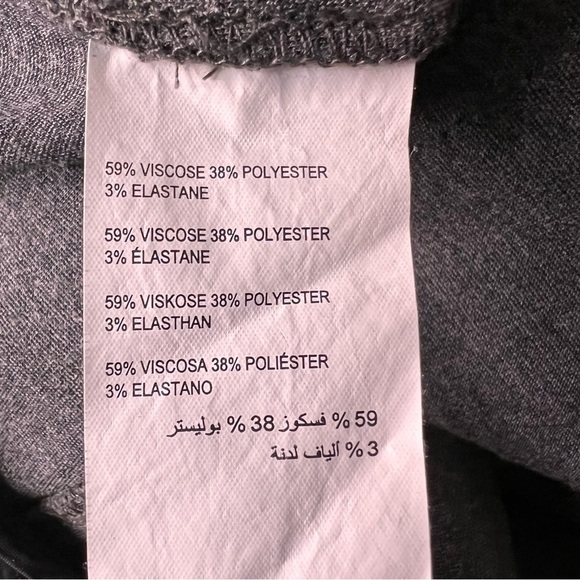 59% VISCOSE 38% POLYESTER
3% ELASTANE
59% VISCOSE 38% POLYESTER
3% ÉLASTANE
59% VISKOSE 38% POLYESTER
3% ELASTHAN
59% VISCOSA 38% POLIÉSTER
3% ELASTANO
59 % فسكوز 38 % بوليستر
3 % ألياف لدنة